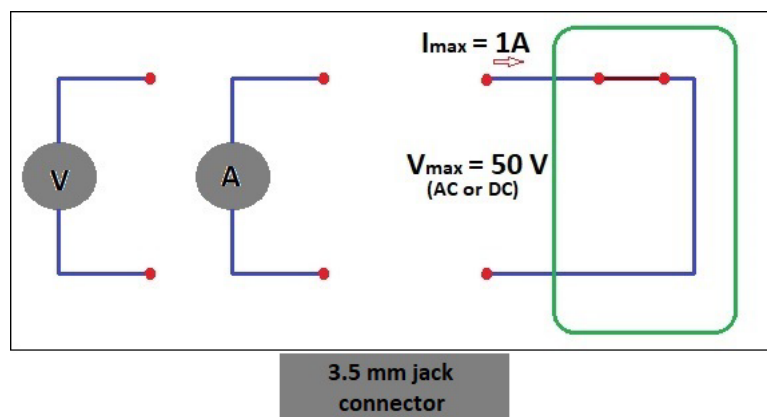 Imax = 1A
V
A
Vmax = 50 V
(AC or DC)
3.5 mm jack
connector